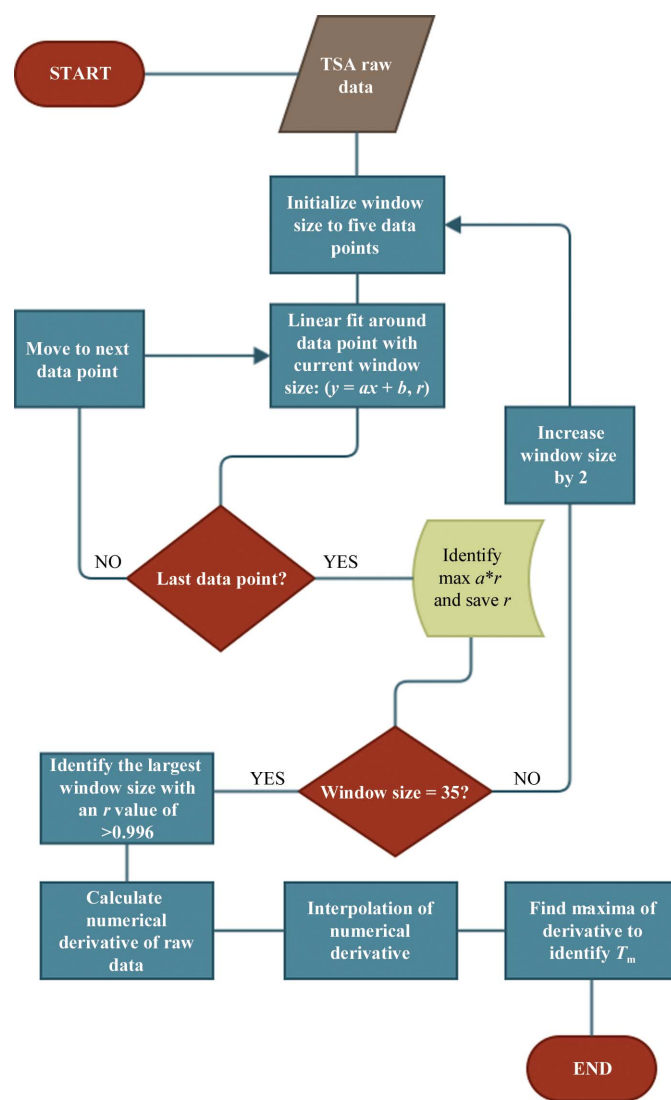 START
TSA raw
data
Initialize window
size to five data
points
Move to next
data point
Linear fit around
data point with
current window
size: (y = ax + b, r)
Increase
window size
by 2
NO
Last data point?
YES
Identify
max a*r
and save r
Identify the largest
window size with
an r value of
>0.996
YES
Window size = 35?
NO
Calculate
numerical
derivative of raw
data
Interpolation of
numerical
derivative
Find maxima of
derivative to
identify Tm
END